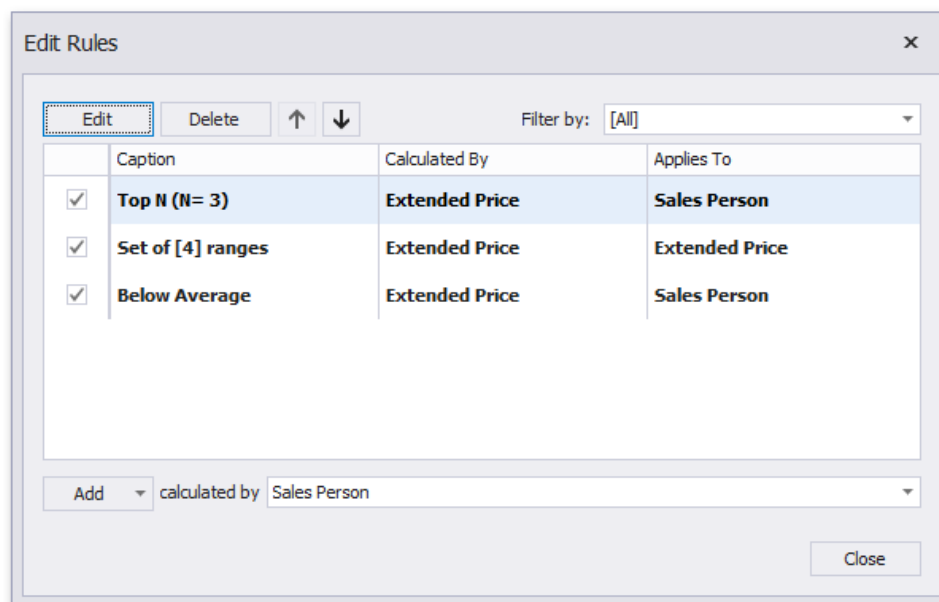 Edit Rules
Edit Delete Filter by: [All]
Caption Calculated By Applies To
Top N (N= 3) Extended Price Sales Person
Set of [4] ranges Extended Price Extended Price
Below Average Extended Price Sales Person
Add calculated by Sales Person
Close